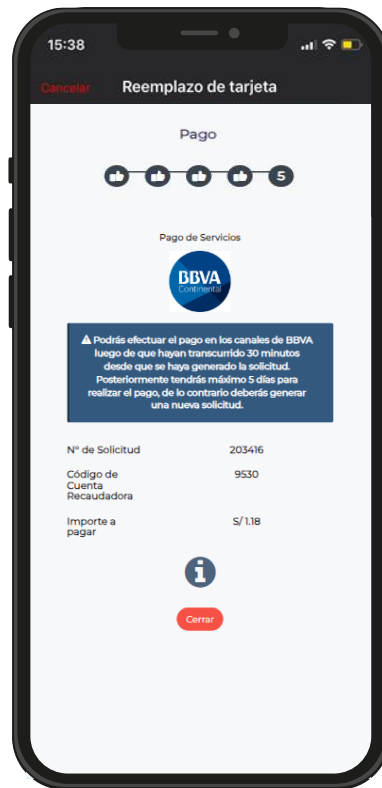 15:38
Cancelar Reemplazo de tarjeta
Pago
5
Pago de Servicios
BBVA
Continental
Podrás efectuar el pago en los canales de BBVA
luego de que hayan transcurrido 30 minutos
desde que se haya generado la solicitud.
Posteriormente tendrás máximo 5 días para
realizar el pago, de lo contrario deberás generar
una nueva solicitud.
N° de Solicitud 203416
Código de 9530
Cuenta
Recaudadora
Importe a S/ 1.18
pagar
Cerrar